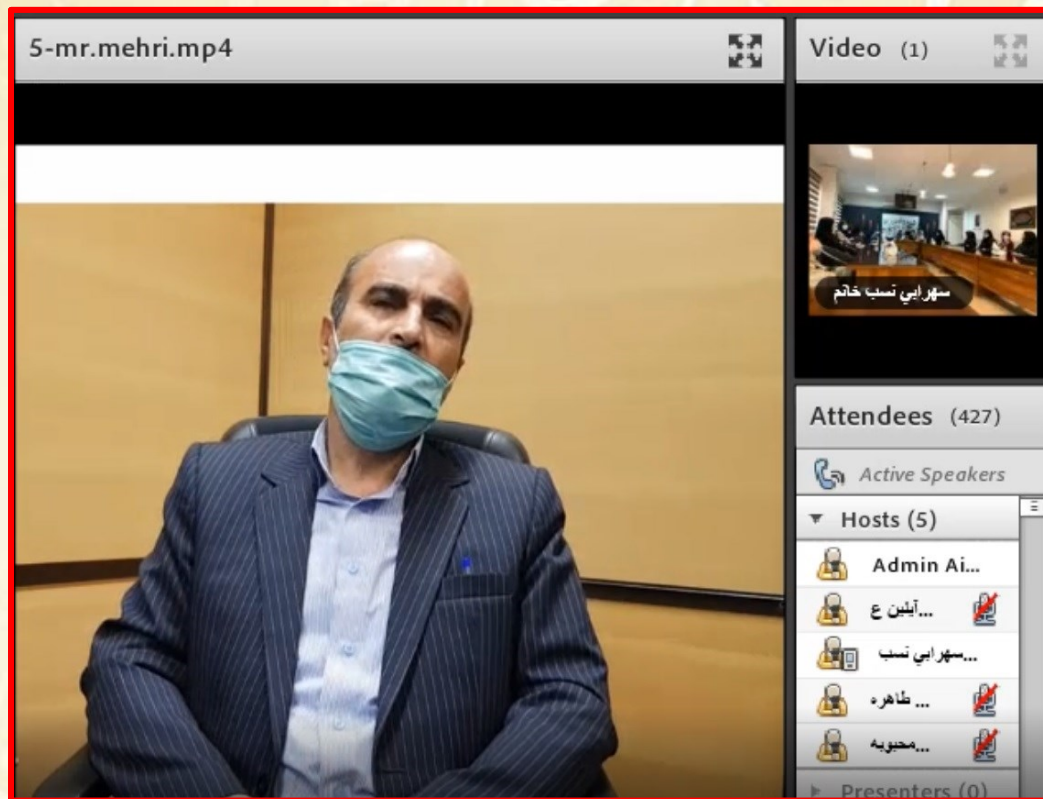 5-mr.mehri.mp4
Video (1)
سهرابي نسب خانم
Attendees (427)
Active Speakers
Hosts (5)
Admin Ai...
آيلين ع...
سهرابي نسب...
طاهره ...
محبوبه...
Presenters (0)